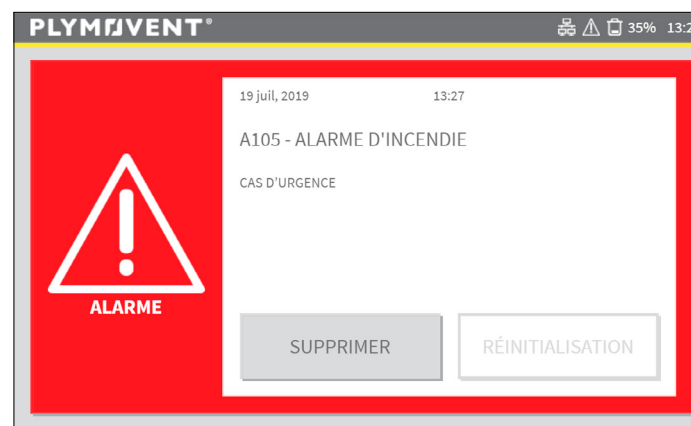 PLYMOVENT®
35% 13:2
19 juil, 2019 13:27
A105 - ALARME D'INCENDIE
CAS D'URGENCE
ALARME
SUPPRIMER RÉINITIALISATION